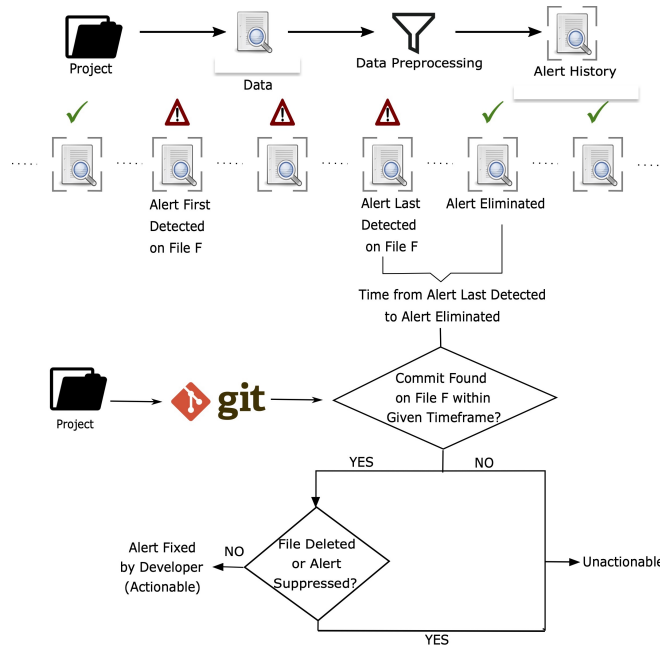 Project
Data
Data Preprocessing
Alert History
Alert First
Detected
on File F
Alert Last
Detected
on File F
Alert Eliminated
Time from Alert Last Detected
to Alert Eliminated
Project
git
Commit Found
on File F within
Given Timeframe?
YES
NO
File Deleted
or Alert
Suppressed?
NO
Alert Fixed
by Developer
(Actionable)
Unactionable
YES